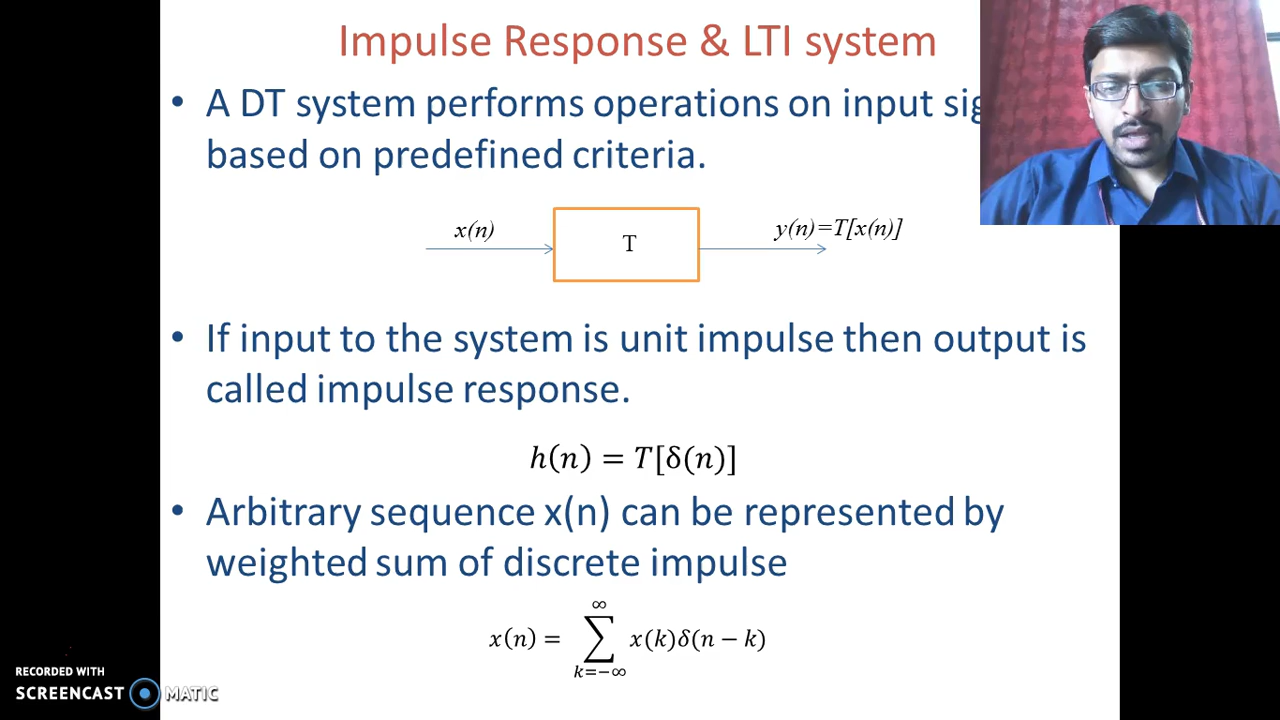 Impulse Response & LTI system
• A DT system performs operations on input
based on predefined criteria.
x(n)
T
y(n)=T[x(n)]
• If input to the system is unit impulse then output is
called impulse response.
h(n) = T[δ(n)]
• Arbitrary sequence x(n) can be represented by
weighted sum of discrete impulse
x(n) = ∑_{k=−∞}^{∞} x(k)δ(n − k)
RECORDED WITH
SCREENCAST MATIC